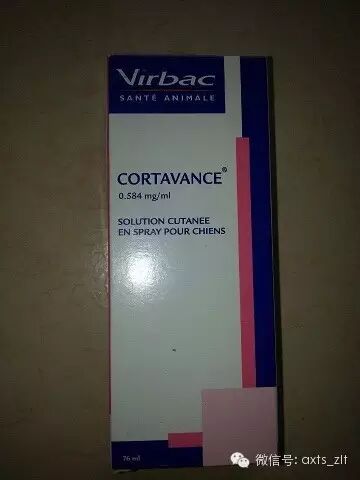 Virbac
SANTÉ ANIMALE
CORTAVANCE®
0.584 mg/ml
SOLUTION CUTANEE
EN SPRAY POUR CHIENS
76 ml
微信号: axts_zlt